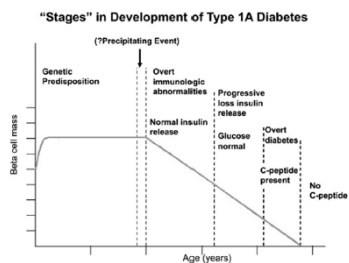 “Stages” in Development of Type 1A Diabetes
(?Precipitating Event)
Genetic
Predisposition
Overt
immunologic
abnormalities
Normal insulin
release
Progressive
loss insulin
release
Glucose
normal
Overt
diabetes
C-peptide
present
No
C-peptide
Beta cell mass
Age (years)